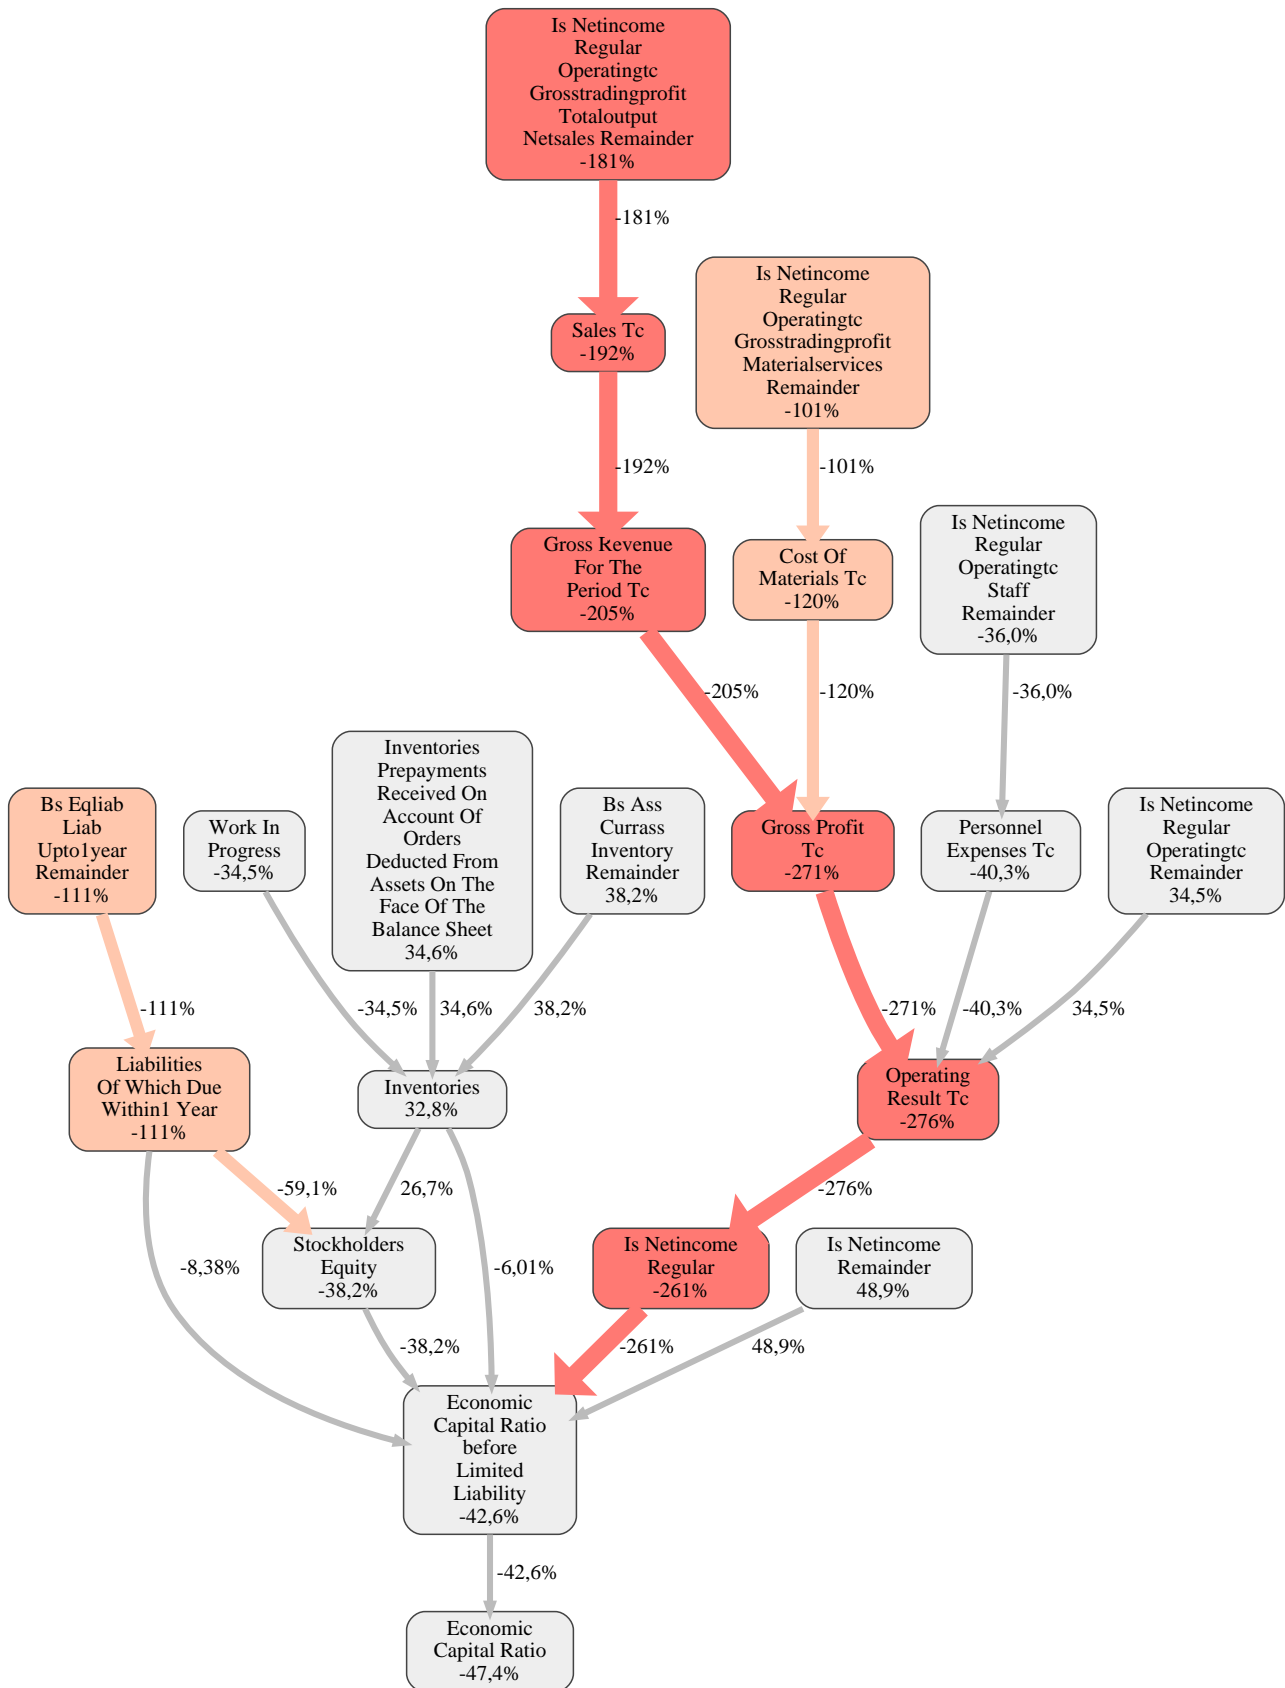 Is Netincome
Regular
Operatingtc
Grosstradingprofit
Totaloutput
Netsales Remainder
-181%
-181%
Is Netincome
Regular
Operatingtc
Grosstradingprofit
Materialservices
Remainder
-101%
Sales Tc
-192%
-192%
-101%
Is Netincome
Regular
Operatingtc
Staff
Remainder
-36,0%
Gross Revenue
For The
Period Tc
-205%
Cost Of
Materials Tc
-120%
-205%
-120%
-36,0%
Bs Eqliab
Liab
Upto1year
Remainder
-111%
Work In
Progress
-34,5%
Inventories
Prepayments
Received On
Account Of
Orders
Deducted From
Assets On The
Face Of The
Balance Sheet
34,6%
Bs Ass
Currass
Inventory
Remainder
38,2%
Gross Profit
Tc
-271%
Personnel
Expenses Tc
-40,3%
Is Netincome
Regular
Operatingtc
Remainder
34,5%
-111%
-34,5%
34,6%
38,2%
-271%
-40,3%
34,5%
Liabilities
Of Which Due
Within1 Year
-111%
Inventories
32,8%
Operating
Result Tc
-276%
-59,1%
26,7%
-276%
Stockholders
Equity
-38,2%
Is Netincome
Regular
-261%
Is Netincome
Remainder
48,9%
-8,38%
-6,01%
-38,2%
-261%
48,9%
Economic
Capital Ratio
before
Limited
Liability
-42,6%
-42,6%
Economic
Capital Ratio
-47,4%